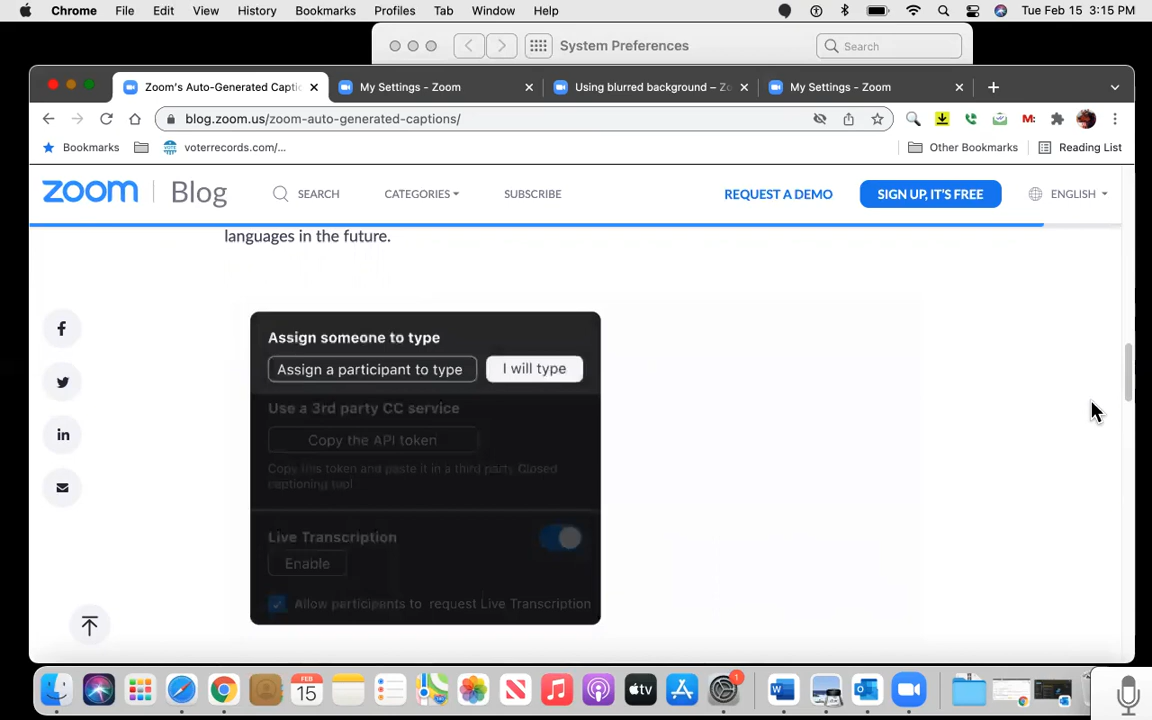 Chrome File Edit View History Bookmarks Profiles Tab Window Help Tue Feb 15 3:15 PM
System Preferences Search
Zoom's Auto-Generated Capti
My Settings - Zoom
Using blurred background – Zo
My Settings - Zoom
blog.zoom.us/zoom-auto-generated-captions/
M:
Bookmarks voterrecords.com/... Other Bookmarks Reading List
zoom Blog SEARCH CATEGORIES SUBSCRIBE REQUEST A DEMO SIGN UP, IT'S FREE ENGLISH
languages in the future.
Assign someone to type
Assign a participant to type I will type
Use a 3rd party CC service
Copy the API token
Copy this token and paste it in a third party Closed
captioning tool
Live Transcription
Enable
Allow participants to request Live Transcription
FEB
15
tv
1